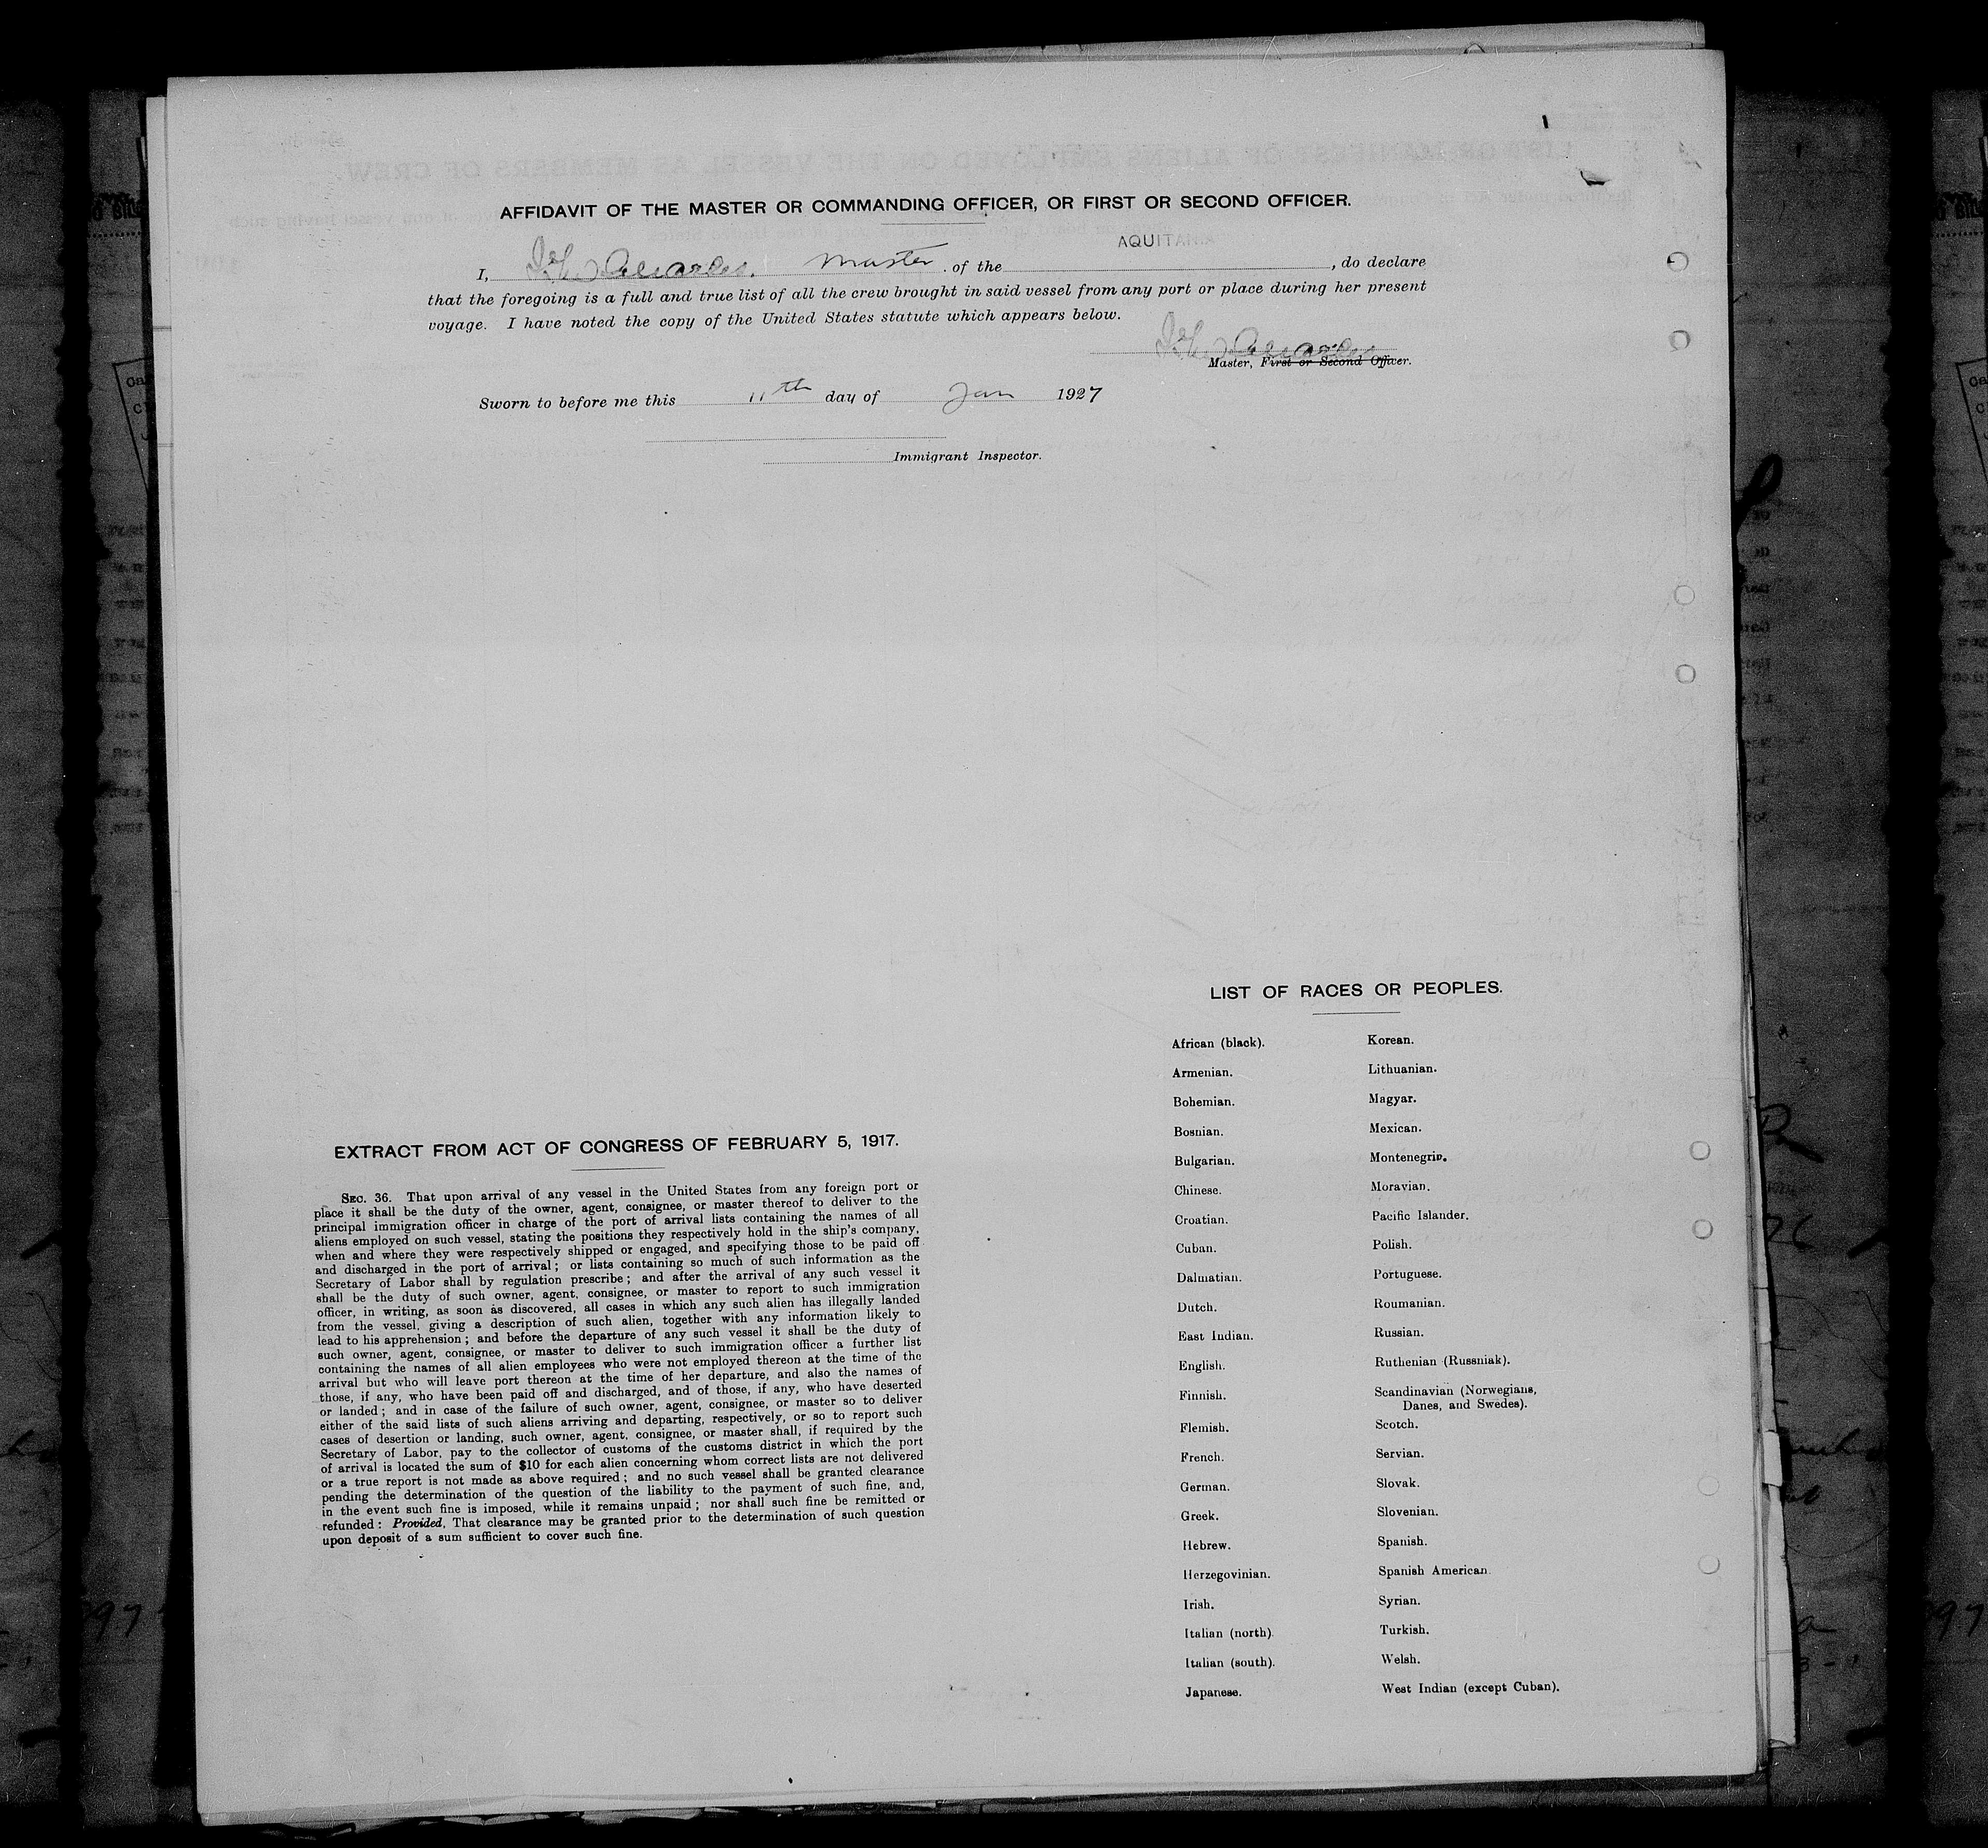 AFFIDAVIT OF THE MASTER OR COMMANDING OFFICER, OR FIRST OR SECOND OFFICER.
AQUITANIA
I, Charles. Master. of the, do declare
that the foregoing is a full and true list of all the crew brought in said vessel from any port or place during her present
voyage. I have noted the copy of the United States statute which appears below.
Charles
Master, First or Second Officer.
Sworn to before me this 11th day of Jan 1927
Immigrant Inspector.
LIST OF RACES OR PEOPLES.
African (black).
Armenian.
Bohemian.
Bosnian.
Bulgarian.
Chinese.
Croatian.
Cuban.
Dalmatian.
Dutch.
East Indian.
English.
Finnish.
Flemish.
French.
German.
Greek.
Hebrew.
Herzegovinian.
Irish.
Italian (north).
Italian (south).
Japanese.
Korean.
Lithuanian.
Magyar.
Mexican.
Montenegrin.
Moravian.
Pacific Islander.
Polish.
Portuguese.
Roumanian.
Russian.
Ruthenian (Russniak).
Scandinavian (Norwegians,
Danes, and Swedes).
Scotch.
Servian.
Slovak.
Slovenian.
Spanish.
Spanish American.
Syrian.
Turkish.
Welsh.
West Indian (except Cuban).
EXTRACT FROM ACT OF CONGRESS OF FEBRUARY 5, 1917.
SEC. 36. That upon arrival of any vessel in the United States from any foreign port or
place it shall be the duty of the owner, agent, consignee, or master thereof to deliver to the
principal immigration officer in charge of the port of arrival lists containing the names of all
aliens employed on such vessel, stating the positions they respectively hold in the ship's company,
when and where they were respectively shipped or engaged, and specifying those to be paid off
and discharged in the port of arrival; or lists containing so much of such information as the
Secretary of Labor shall by regulation prescribe; and after the arrival of any such vessel it
shall be the duty of such owner, agent, consignee, or master to report to such immigration
officer, in writing, as soon as discovered, all cases in which any such alien has illegally landed
from the vessel, giving a description of such alien, together with any information likely to
lead to his apprehension; and before the departure of any such vessel it shall be the duty of
such owner, agent, consignee, or master to deliver to such immigration officer a further list
containing the names of all alien employees who were not employed thereon at the time of the
arrival but who will leave port thereon at the time of her departure, and also the names of
those, if any, who have been paid off and discharged, and of those, if any, who have deserted
or landed; and in case of the failure of such owner, agent, consignee, or master so to deliver
either of the said lists of such aliens arriving and departing, respectively, or so to report such
cases of desertion or landing, such owner, agent, consignee, or master shall, if required by the
Secretary of Labor, pay to the collector of customs of the customs district in which the port
of arrival is located the sum of $10 for each alien concerning whom correct lists are not delivered
or a true report is not made as above required; and no such vessel shall be granted clearance
pending the determination of the question of the liability to the payment of such fine, and,
in the event such fine is imposed, while it remains unpaid; nor shall such fine be remitted or
refunded: Provided, That clearance may be granted prior to the determination of such question
upon deposit of a sum sufficient to cover such fine.